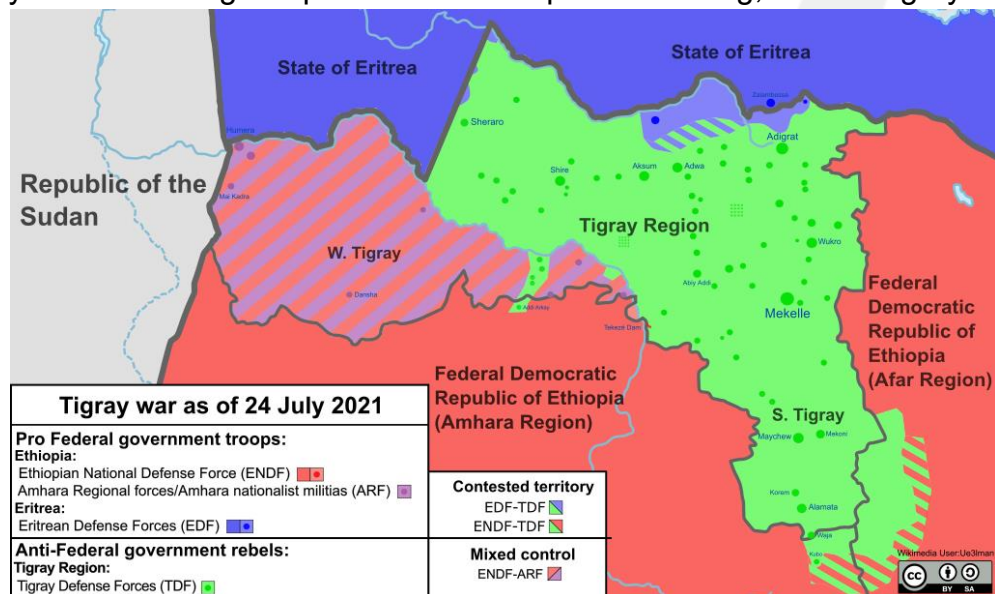 State of Eritrea
State of Eritrea
Zalambassa
Humera
Sheraro
Adigrat
Republic of the
Sudan
Mai Kadra
Shire
Aksum
Adwa
Tigray Region
W. Tigray
Wukro
Abiy Addi
Dansha
Addi Arkay
Mekelle
Tekezé Dam
Federal
Democratic
Republic of
Ethiopia
(Afar Region)
Federal Democratic
Republic of Ethiopia
(Amhara Region)
S. Tigray
Maychew
Mekoni
Korem
Alamata
Waja
Kobo
Tigray war as of 24 July 2021
Pro Federal government troops:
Ethiopia:
Ethiopian National Defense Force (ENDF)
Amhara Regional forces/Amhara nationalist militias (ARF)
Eritrea:
Eritrean Defense Forces (EDF)
Anti-Federal government rebels:
Tigray Region:
Tigray Defense Forces (TDF)
Contested territory
EDF-TDF
ENDF-TDF
Mixed control
ENDF-ARF
Wikimedia User:Ue3lman
cc
BY SA